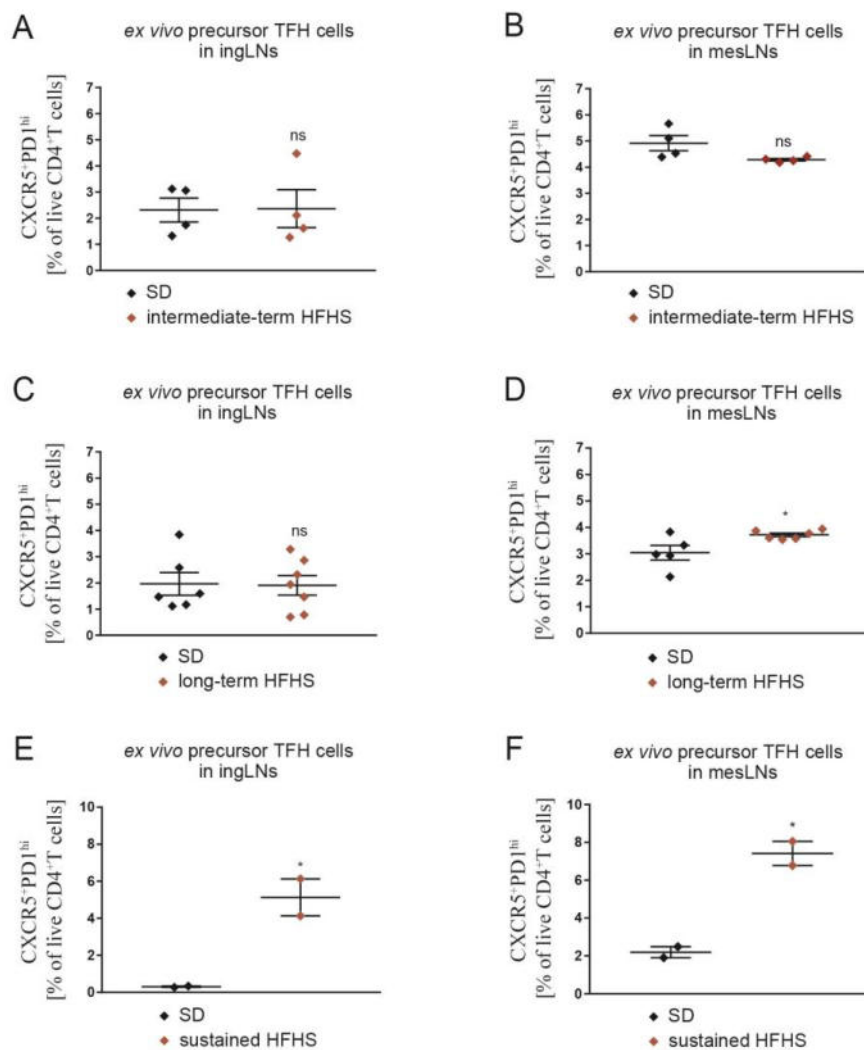 A
ex vivo precursor TFH cells
in ingLNs
CXCR5⁺PD1ʰⁱ
[% of live CD4⁺T cells]
7
6
5
4
3
2
1
0
ns
SD
intermediate-term HFHS
B
ex vivo precursor TFH cells
in mesLNs
CXCR5⁺PD1ʰⁱ
[% of live CD4⁺T cells]
7
6
5
4
3
2
1
0
ns
SD
intermediate-term HFHS
C
ex vivo precursor TFH cells
in ingLNs
CXCR5⁺PD1ʰⁱ
[% of live CD4⁺T cells]
7
6
5
4
3
2
1
0
ns
SD
long-term HFHS
D
ex vivo precursor TFH cells
in mesLNs
CXCR5⁺PD1ʰⁱ
[% of live CD4⁺T cells]
7
6
5
4
3
2
1
0
*
SD
long-term HFHS
E
ex vivo precursor TFH cells
in ingLNs
CXCR5⁺PD1ʰⁱ
[% of live CD4⁺T cells]
10
8
6
4
2
0
*
SD
sustained HFHS
F
ex vivo precursor TFH cells
in mesLNs
CXCR5⁺PD1ʰⁱ
[% of live CD4⁺T cells]
10
8
6
4
2
0
*
SD
sustained HFHS